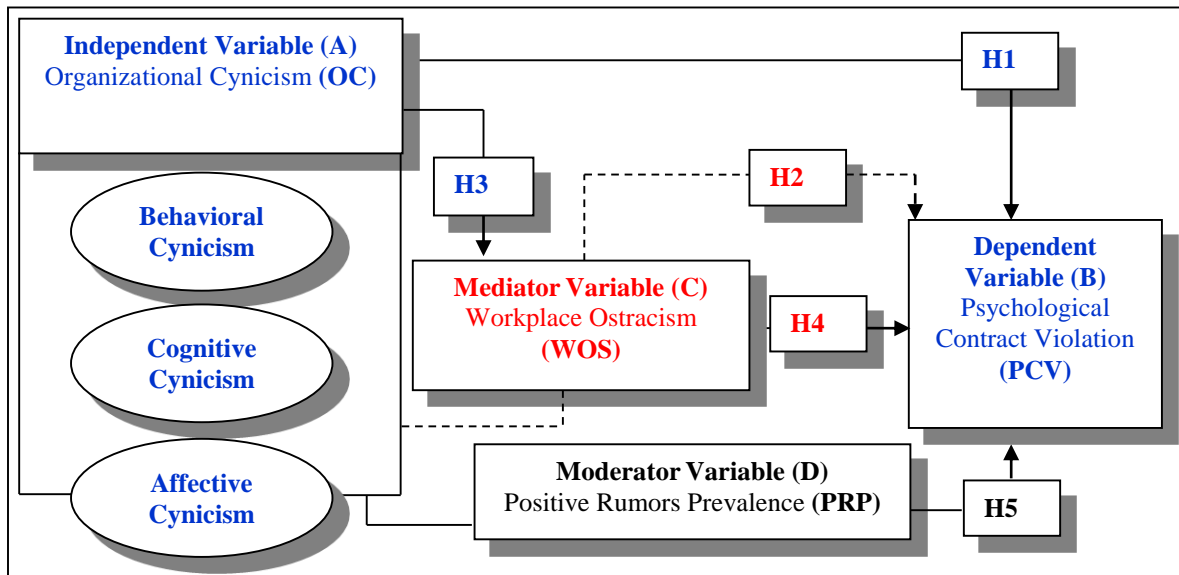 Independent Variable (A)
Organizational Cynicism (OC)
H1
H2
H3
Behavioral
Cynicism
Dependent
Variable (B)
Psychological
Contract Violation
(PCV)
Mediator Variable (C)
Workplace Ostracism
(WOS)
H4
Cognitive
Cynicism
Moderator Variable (D)
Positive Rumors Prevalence (PRP)
Affective
Cynicism
H5